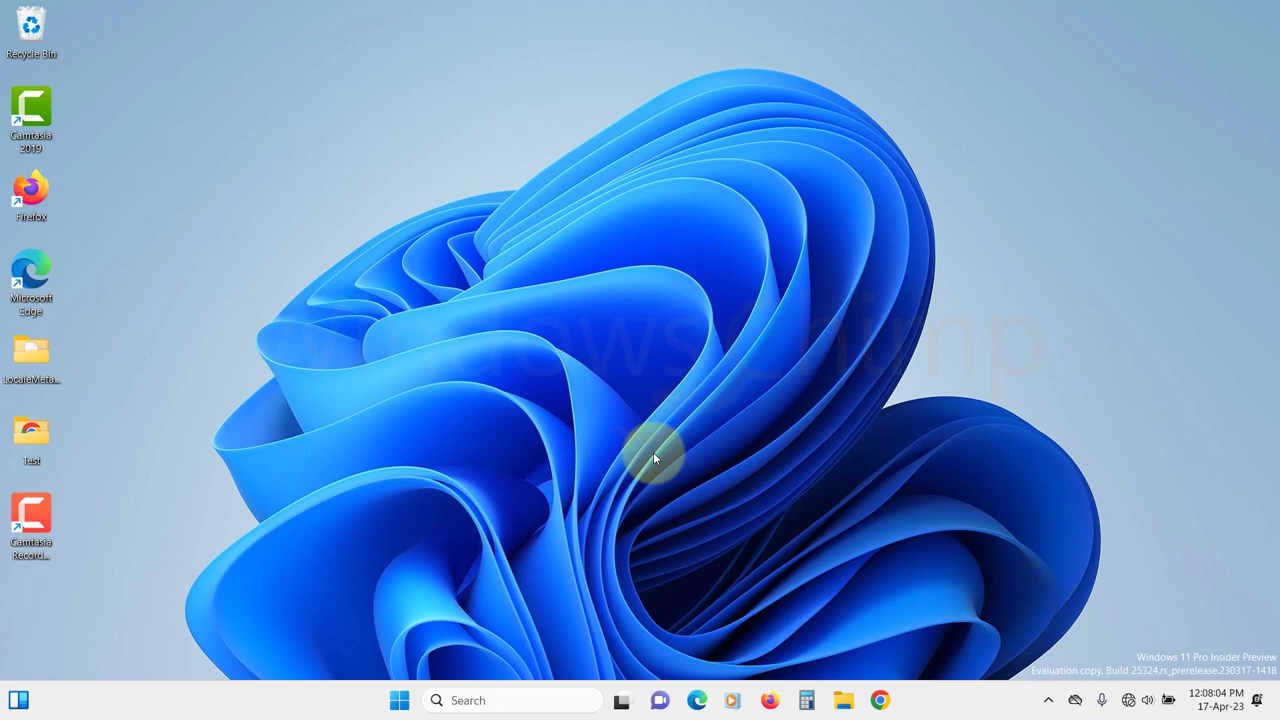 Recycle Bin
Camtasia
2019
Firefox
Microsoft
Edge
LocaleMeta...
Test
Camtasia
Record...
WindowsChimp
Windows 11 Pro Insider Preview
Evaluation copy. Build 25324.rs_prerelease.230317-1418
Search
12:08:04 PM
17-Apr-23